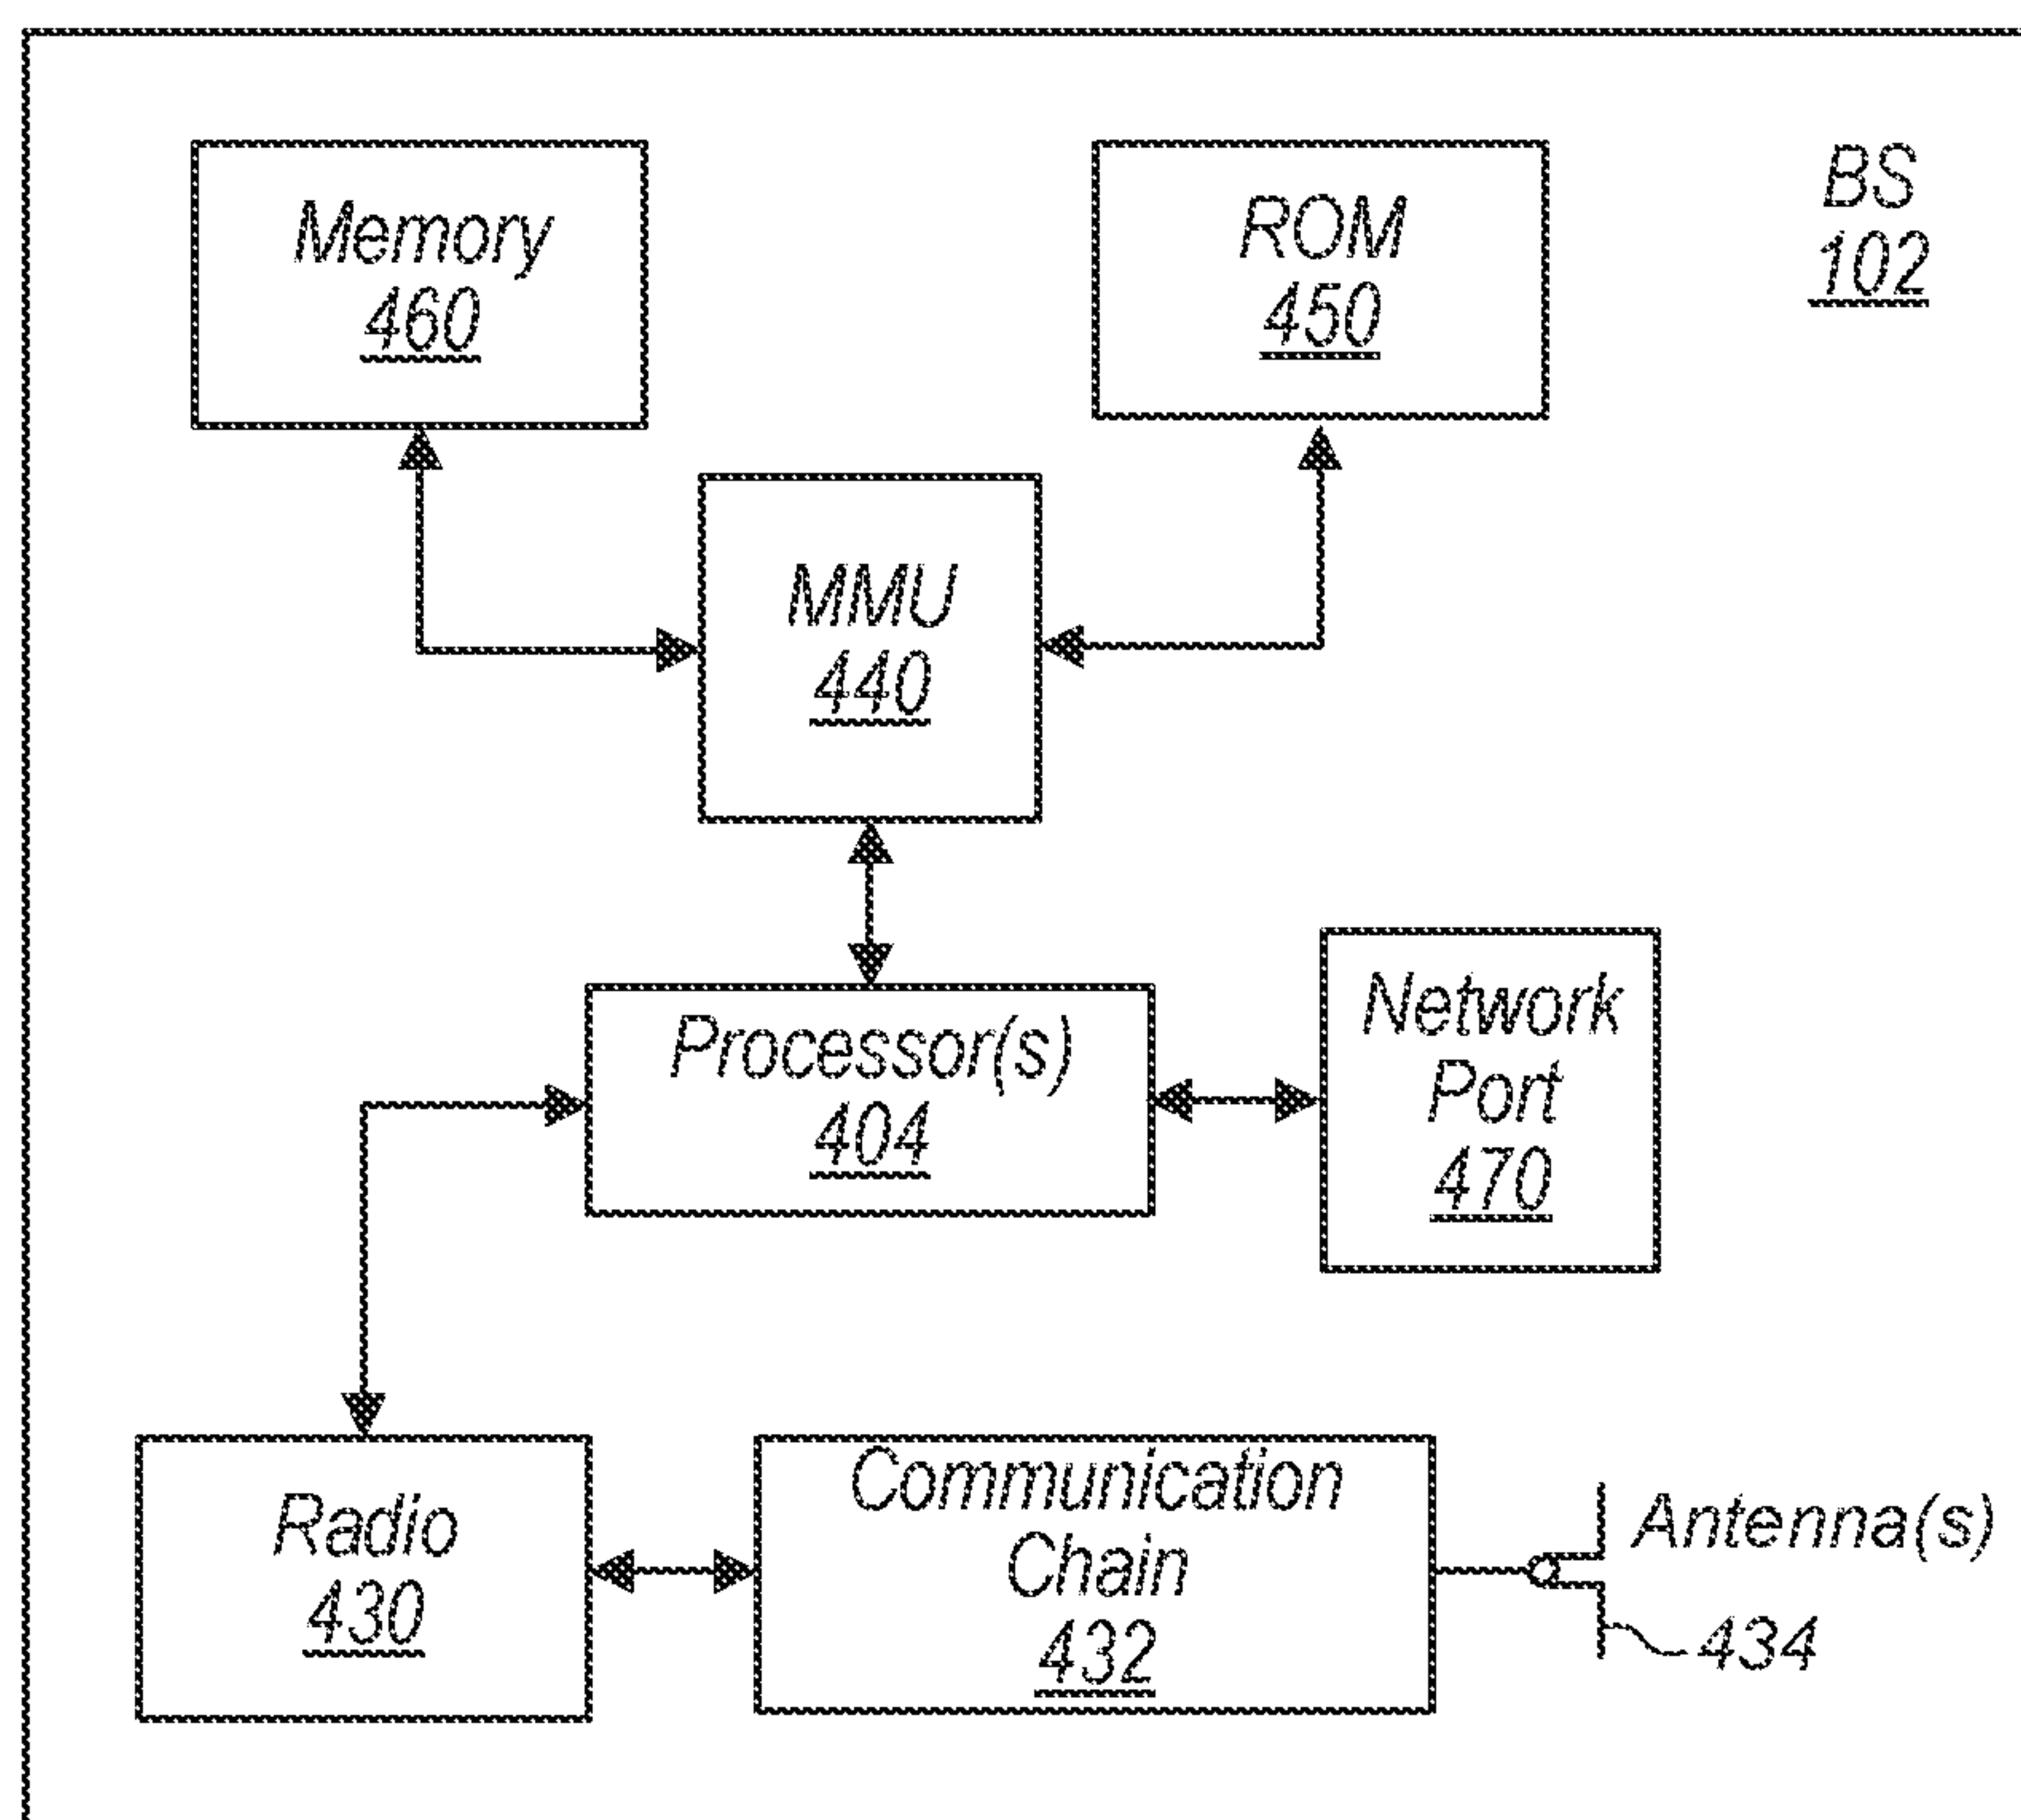 Memory
460
ROM
450
BS
102
MMU
440
Processor(s)
404
Network
Port
470
Radio
430
Communication
Chain
432
Antenna(s)
434